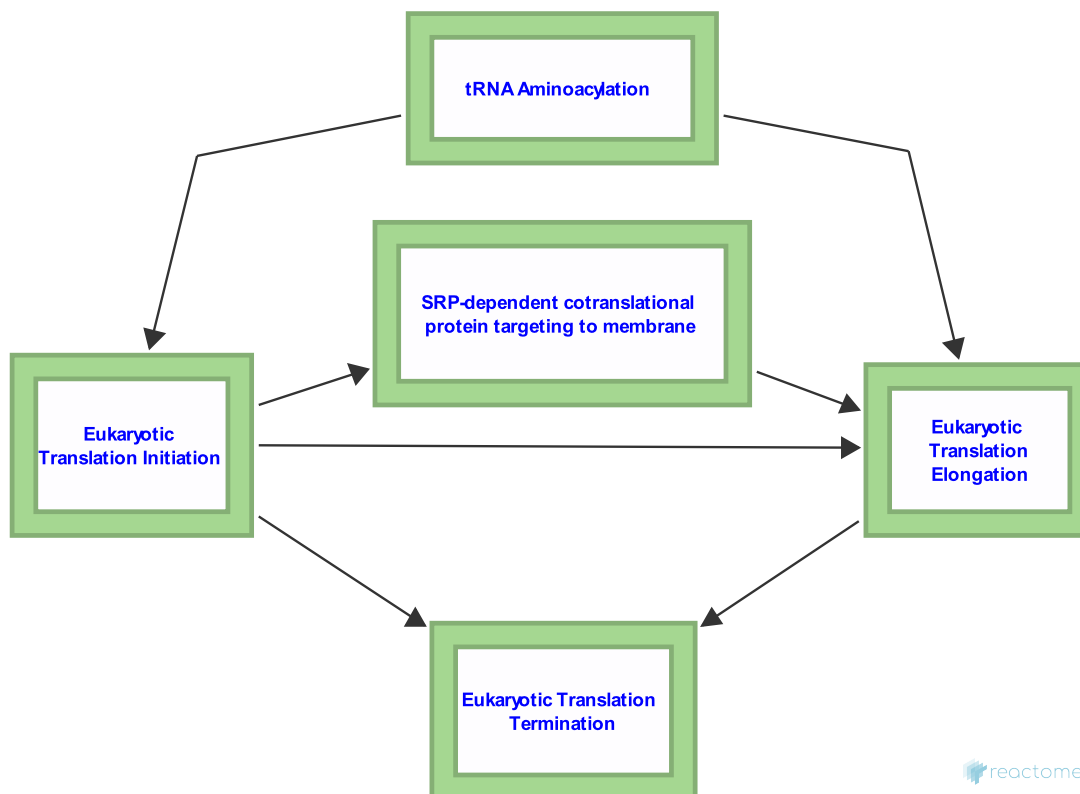 tRNA Aminoacylation
SRP-dependent cotranslational
protein targeting to membrane
Eukaryotic
Translation Initiation
Eukaryotic
Translation
Elongation
Eukaryotic Translation
Termination
reactome